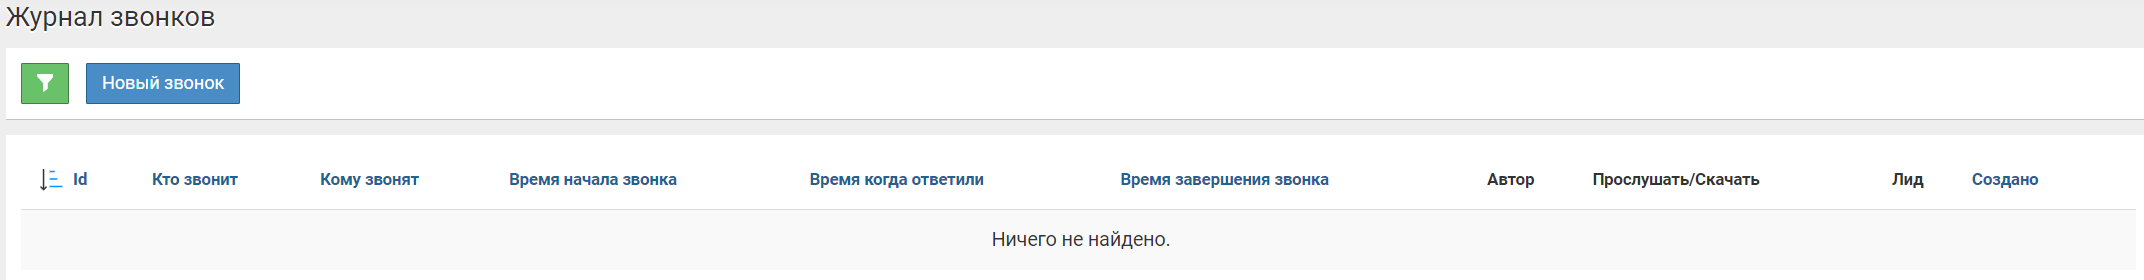 Журнал звонков
Новый звонок
Id Кто звонит Кому звонят Время начала звонка Время когда ответили Время завершения звонка Автор Прослушать/Скачать Лид Создано
Ничего не найдено.